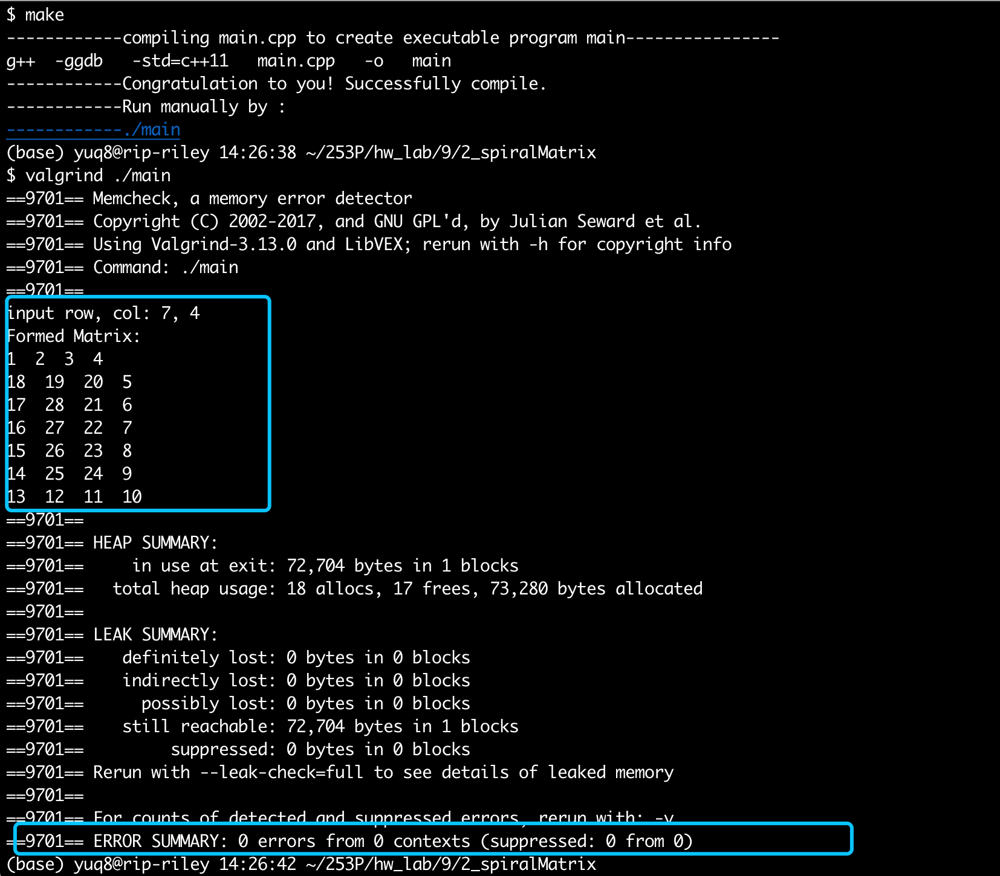 $ make
------------compiling main.cpp to create executable program main----------------
g++  -ggdb   -std=c++11   main.cpp   -o   main
------------Congratulation to you! Successfully compile.
------------Run manually by :
------------./main
(base) yuq8@rip-riley 14:26:38 ~/253P/hw_lab/9/2_spiralMatrix
$ valgrind ./main
==9701== Memcheck, a memory error detector
==9701== Copyright (C) 2002-2017, and GNU GPL'd, by Julian Seward et al.
==9701== Using Valgrind-3.13.0 and LibVEX; rerun with -h for copyright info
==9701== Command: ./main
==9701==
input row, col: 7, 4
Formed Matrix:
1  2  3  4
18  19  20  5
17  28  21  6
16  27  22  7
15  26  23  8
14  25  24  9
13  12  11  10
==9701==
==9701== HEAP SUMMARY:
==9701==     in use at exit: 72,704 bytes in 1 blocks
==9701==   total heap usage: 18 allocs, 17 frees, 73,280 bytes allocated
==9701==
==9701== LEAK SUMMARY:
==9701==    definitely lost: 0 bytes in 0 blocks
==9701==    indirectly lost: 0 bytes in 0 blocks
==9701==      possibly lost: 0 bytes in 0 blocks
==9701==    still reachable: 72,704 bytes in 1 blocks
==9701==         suppressed: 0 bytes in 0 blocks
==9701== Rerun with --leak-check=full to see details of leaked memory
==9701==
==9701== For counts of detected and suppressed errors, rerun with: -v
==9701== ERROR SUMMARY: 0 errors from 0 contexts (suppressed: 0 from 0)
(base) yuq8@rip-riley 14:26:42 ~/253P/hw_lab/9/2_spiralMatrix